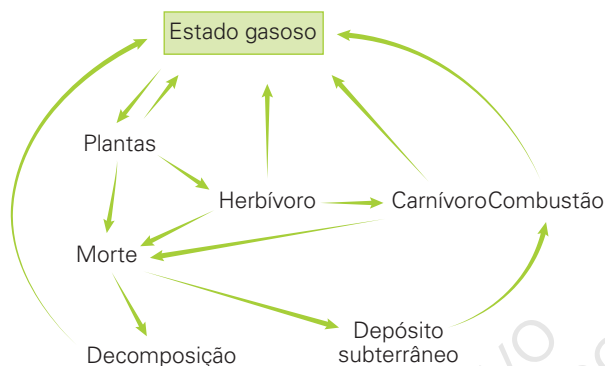 Estado gasoso
Plantas
Herbívoro
CarnívoroCombustão
Morte
Depósito
subterrâneo
Decomposição